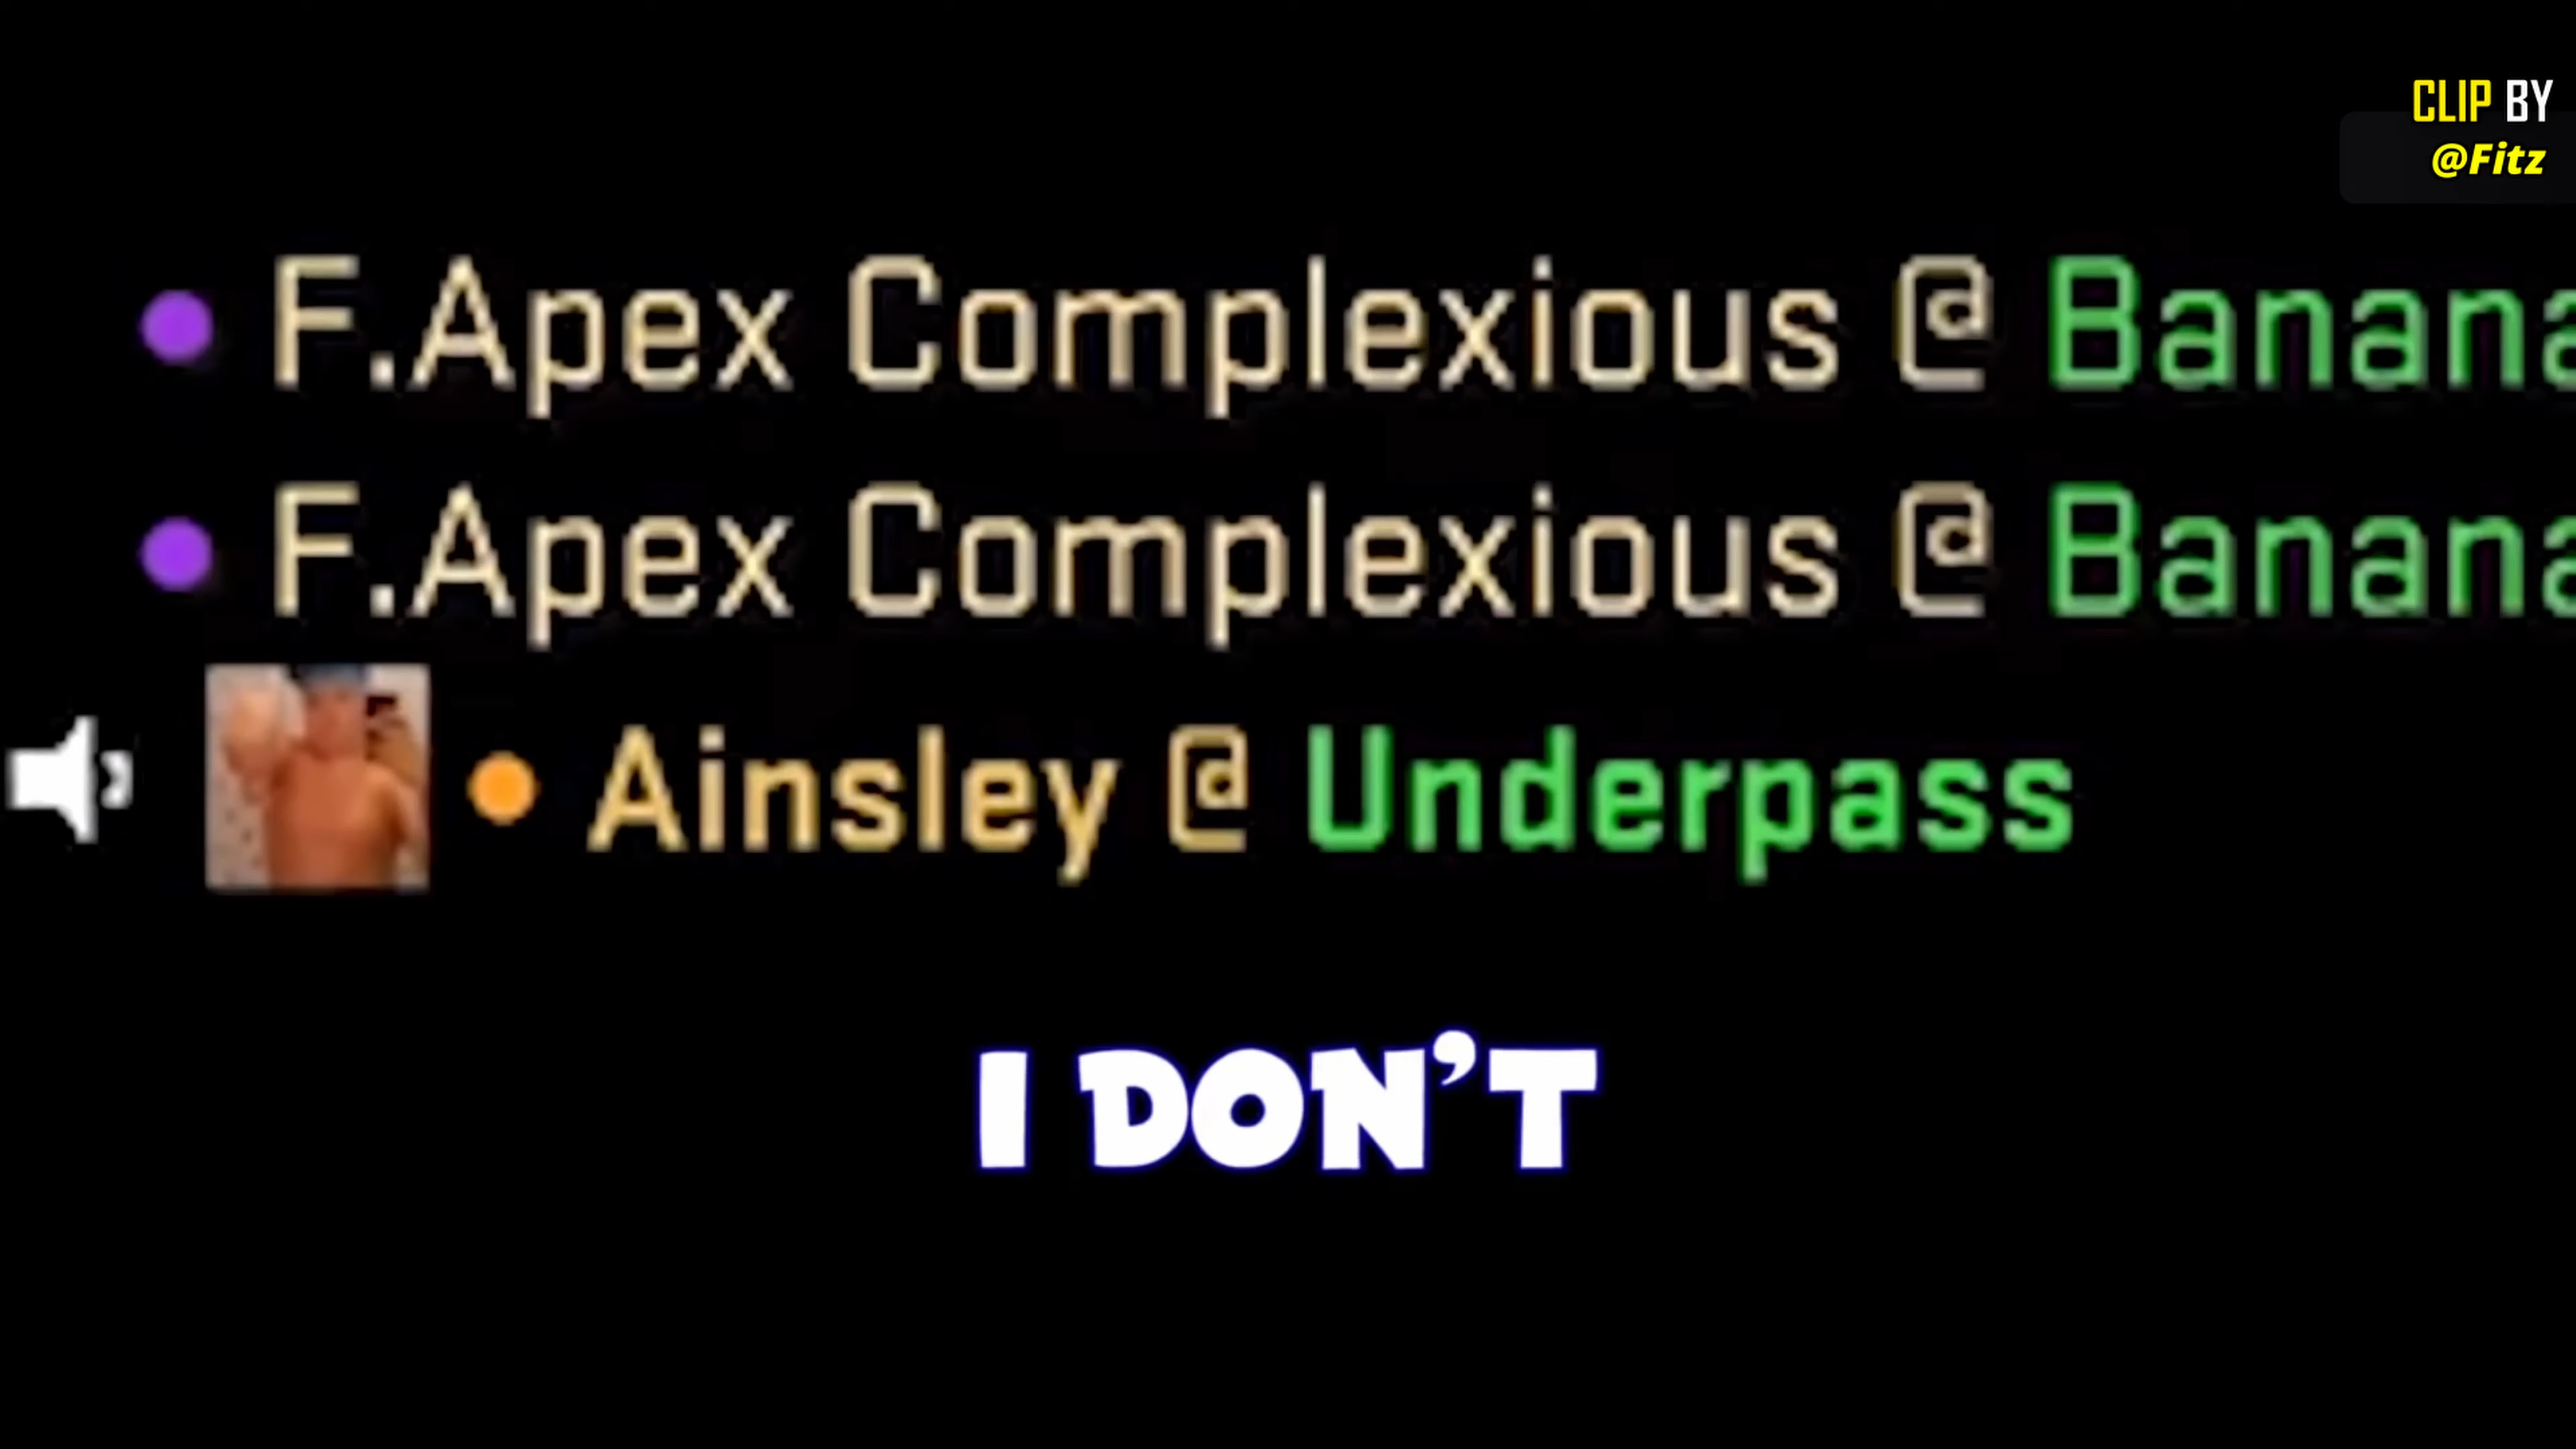 CLIP BY
@Fitz
F.Apex Complexious @ Banana
F.Apex Complexious @ Banana
Ainsley @ Underpass
I DON'T